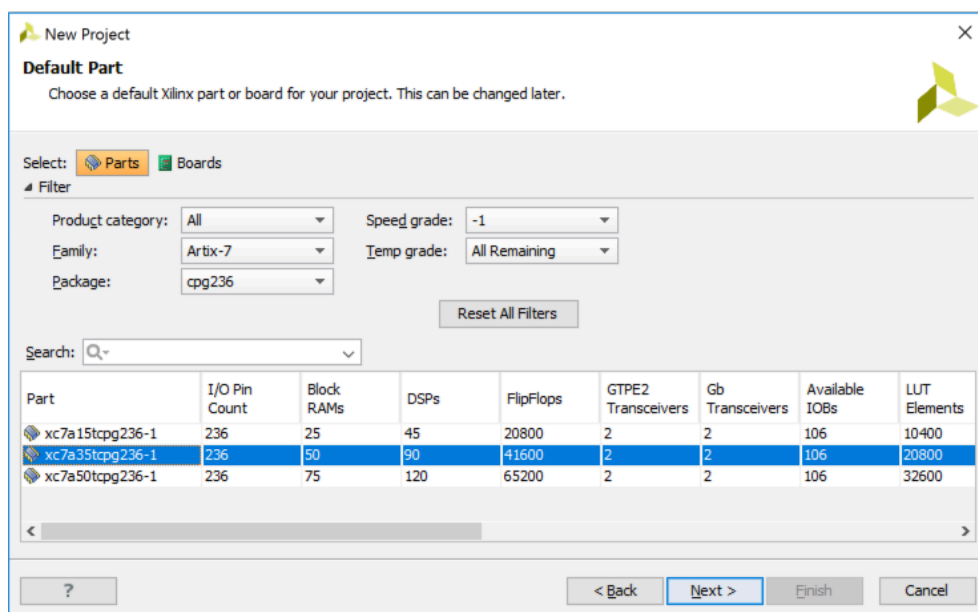 New Project
Default Part
Choose a default Xilinx part or board for your project. This can be changed later.
Select: Parts Boards
Filter
Product category: All Speed grade: -1
Family: Artix-7 Temp grade: All Remaining
Package: cpg236
Reset All Filters
Search:
Part I/O Pin Count Block RAMs DSPs FlipFlops GTPE2 Transceivers Gb Transceivers Available IOBs LUT Elements
xc7a15tcpg236-1 236 25 45 20800 2 2 106 10400
xc7a35tcpg236-1 236 50 90 41600 2 2 106 20800
xc7a50tcpg236-1 236 75 120 65200 2 2 106 32600
? < Back Next > Finish Cancel